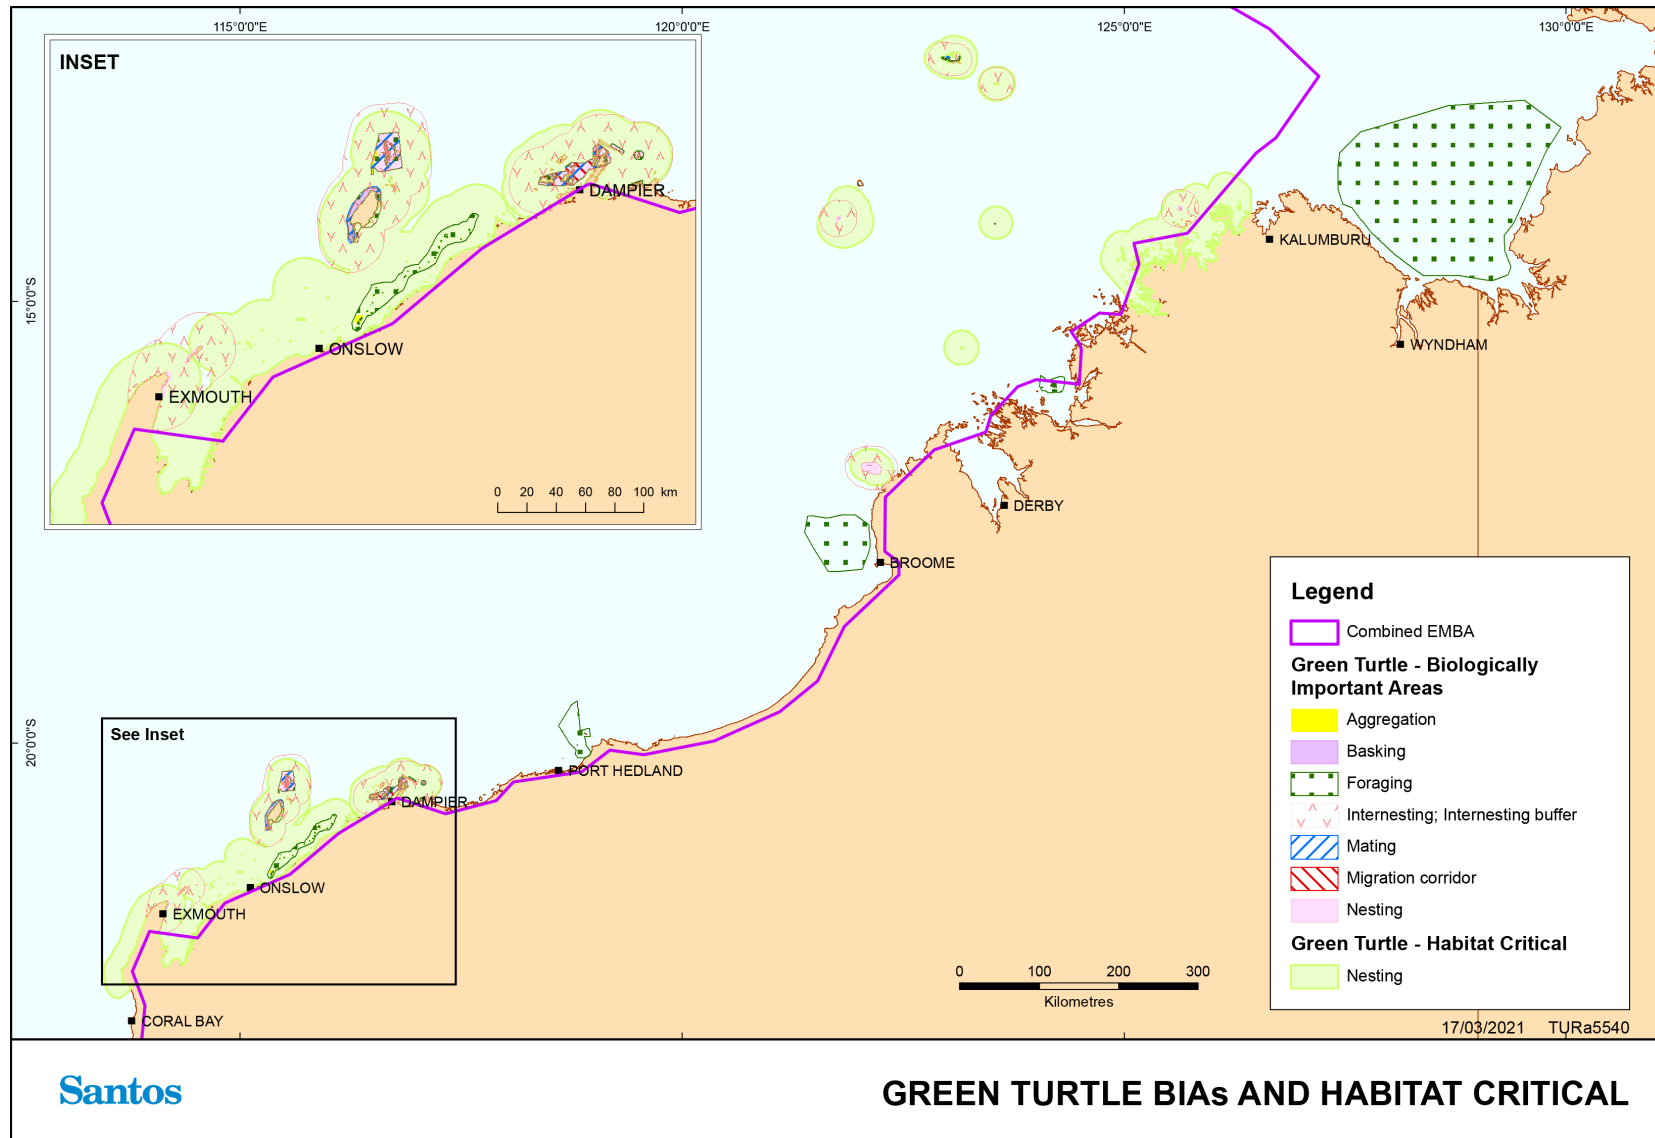 115°0'0"E
120°0'0"E
125°0'0"E
130°0'0"E
INSET
DAMPIER
ONSLOW
EXMOUTH
0 20 40 60 80 100 km
15°0'0"S
20°0'0"S
KALUMBURU
WYNDHAM
DERBY
BROOME
See Inset
PORT HEDLAND
DAMPIER
ONSLOW
EXMOUTH
CORAL BAY
0 100 200 300
Kilometres
Legend
Combined EMBA
Green Turtle - Biologically
Important Areas
Aggregation
Basking
Foraging
Internesting; Internesting buffer
Mating
Migration corridor
Nesting
Green Turtle - Habitat Critical
Nesting
17/03/2021 TURa5540
Santos
GREEN TURTLE BIAs AND HABITAT CRITICAL